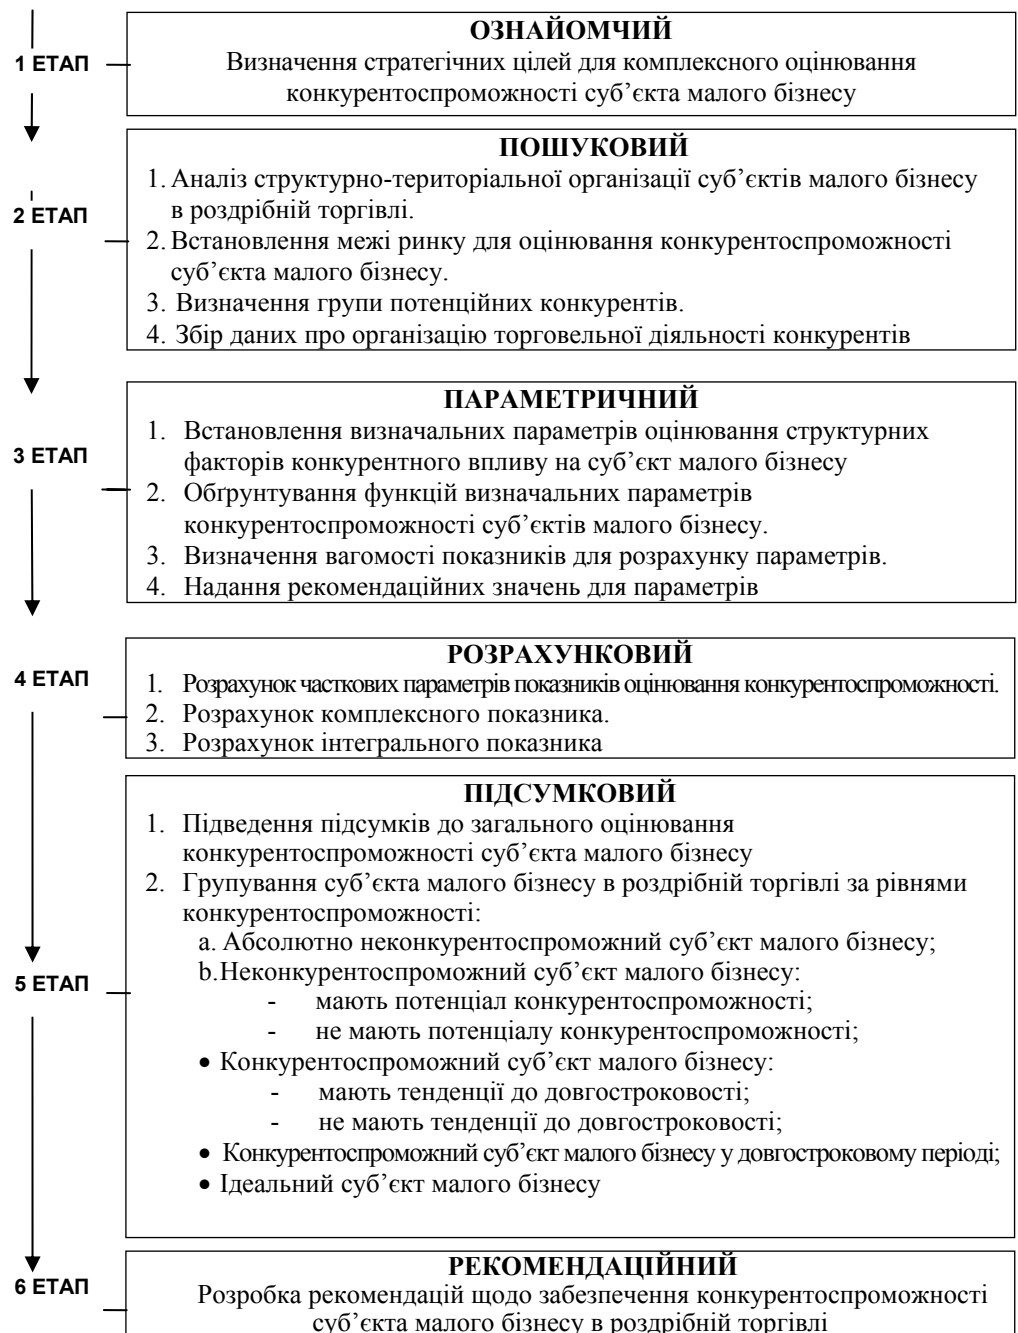 ОЗНАЙОМЧИЙ
1 ЕТАП
Визначення стратегічних цілей для комплексного оцінювання
конкурентоспроможності суб’єкта малого бізнесу
ПОШУКОВИЙ
1. Аналіз структурно-територіальної організації суб’єктів малого бізнесу
в роздрібній торгівлі.
2 ЕТАП
2. Встановлення межі ринку для оцінювання конкурентоспроможності
суб’єкта малого бізнесу.
3. Визначення групи потенційних конкурентів.
4. Збір даних про організацію торговельної діяльності конкурентів
ПАРАМЕТРИЧНИЙ
1. Встановлення визначальних параметрів оцінювання структурних
3 ЕТАП
факторів конкурентного впливу на суб’єкт малого бізнесу
2. Обґрунтування функцій визначальних параметрів
конкурентоспроможності суб’єктів малого бізнесу.
3. Визначення вагомості показників для розрахунку параметрів.
4. Надання рекомендаційних значень для параметрів
РОЗРАХУНКОВИЙ
4 ЕТАП
1. Розрахунок часткових параметрів показників оцінювання конкурентоспроможності.
2. Розрахунок комплексного показника.
3. Розрахунок інтегрального показника
ПІДСУМКОВИЙ
1. Підведення підсумків до загального оцінювання
конкурентоспроможності суб’єкта малого бізнесу
2. Групування суб’єкта малого бізнесу в роздрібній торгівлі за рівнями
конкурентоспроможності:
a. Абсолютно неконкурентоспроможний суб’єкт малого бізнесу;
5 ЕТАП
b.Неконкурентоспроможний суб’єкт малого бізнесу:
- мають потенціал конкурентоспроможності;
- не мають потенціалу конкурентоспроможності;
• Конкурентоспроможний суб’єкт малого бізнесу:
- мають тенденції до довгостроковості;
- не мають тенденції до довгостроковості;
• Конкурентоспроможний суб’єкт малого бізнесу у довгостроковому періоді;
• Ідеальний суб’єкт малого бізнесу
РЕКОМЕНДАЦІЙНИЙ
6 ЕТАП
Розробка рекомендацій щодо забезпечення конкурентоспроможності
суб’єкта малого бізнесу в роздрібній торгівлі